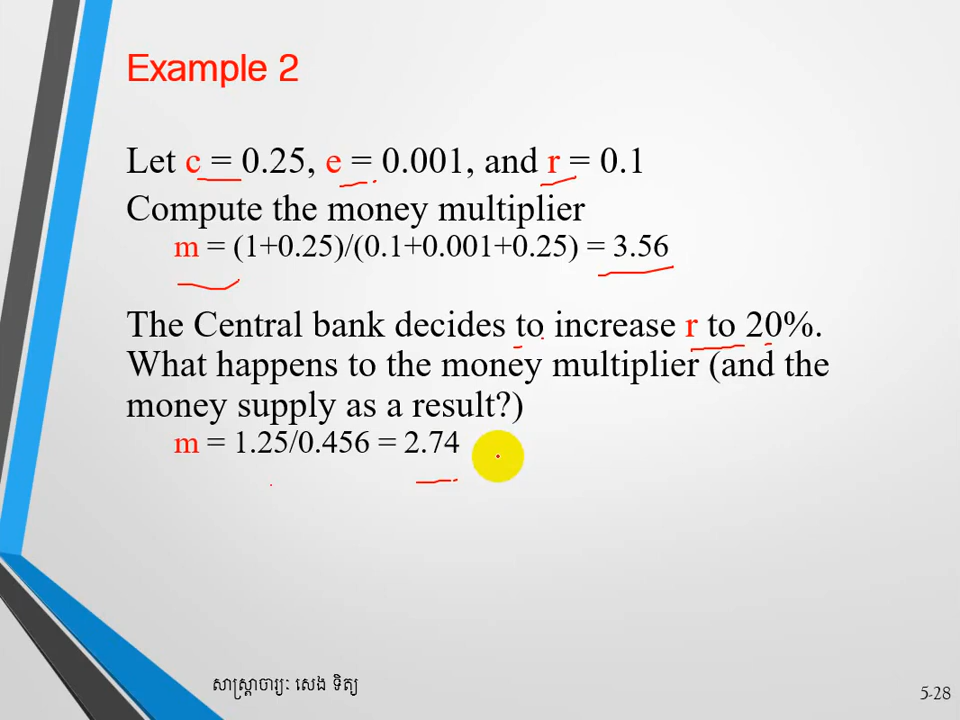 Example 2
Let c = 0.25, e = 0.001, and r = 0.1
Compute the money multiplier
m = (1+0.25)/(0.1+0.001+0.25) = 3.56
The Central bank decides to increase r to 20%.
What happens to the money multiplier (and the
money supply as a result?)
m = 1.25/0.456 = 2.74
សាស្ត្រាចារ្យៈ សេង ទិត្យ
5-28